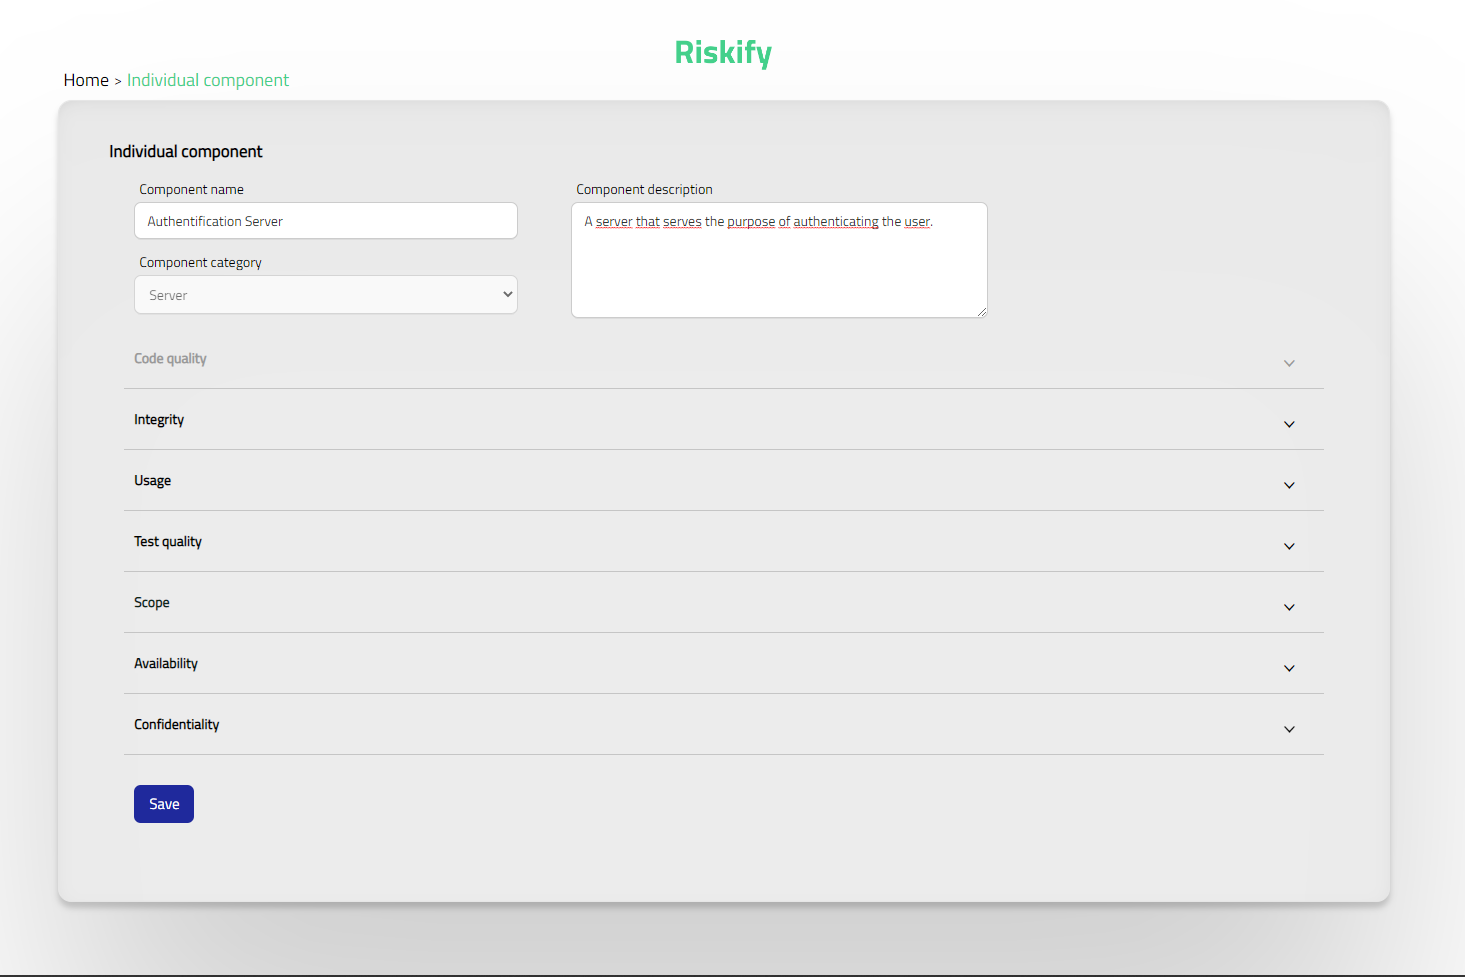 Riskify
Home > Individual component
Individual component
Component name
Authentification Server
Component category
Server
Component description
A server that serves the purpose of authenticating the user.
Code quality
Integrity
Usage
Test quality
Scope
Availability
Confidentiality
Save